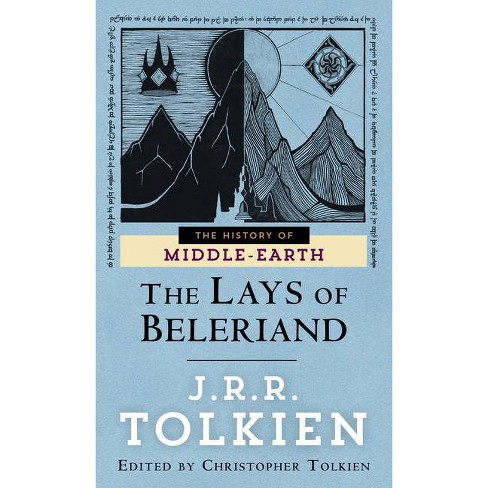 THE HISTORY OF
MIDDLE-EARTH
THE LAYS OF
BELERIAND
J.R.R.
TOLKIEN
EDITED BY CHRISTOPHER TOLKIEN